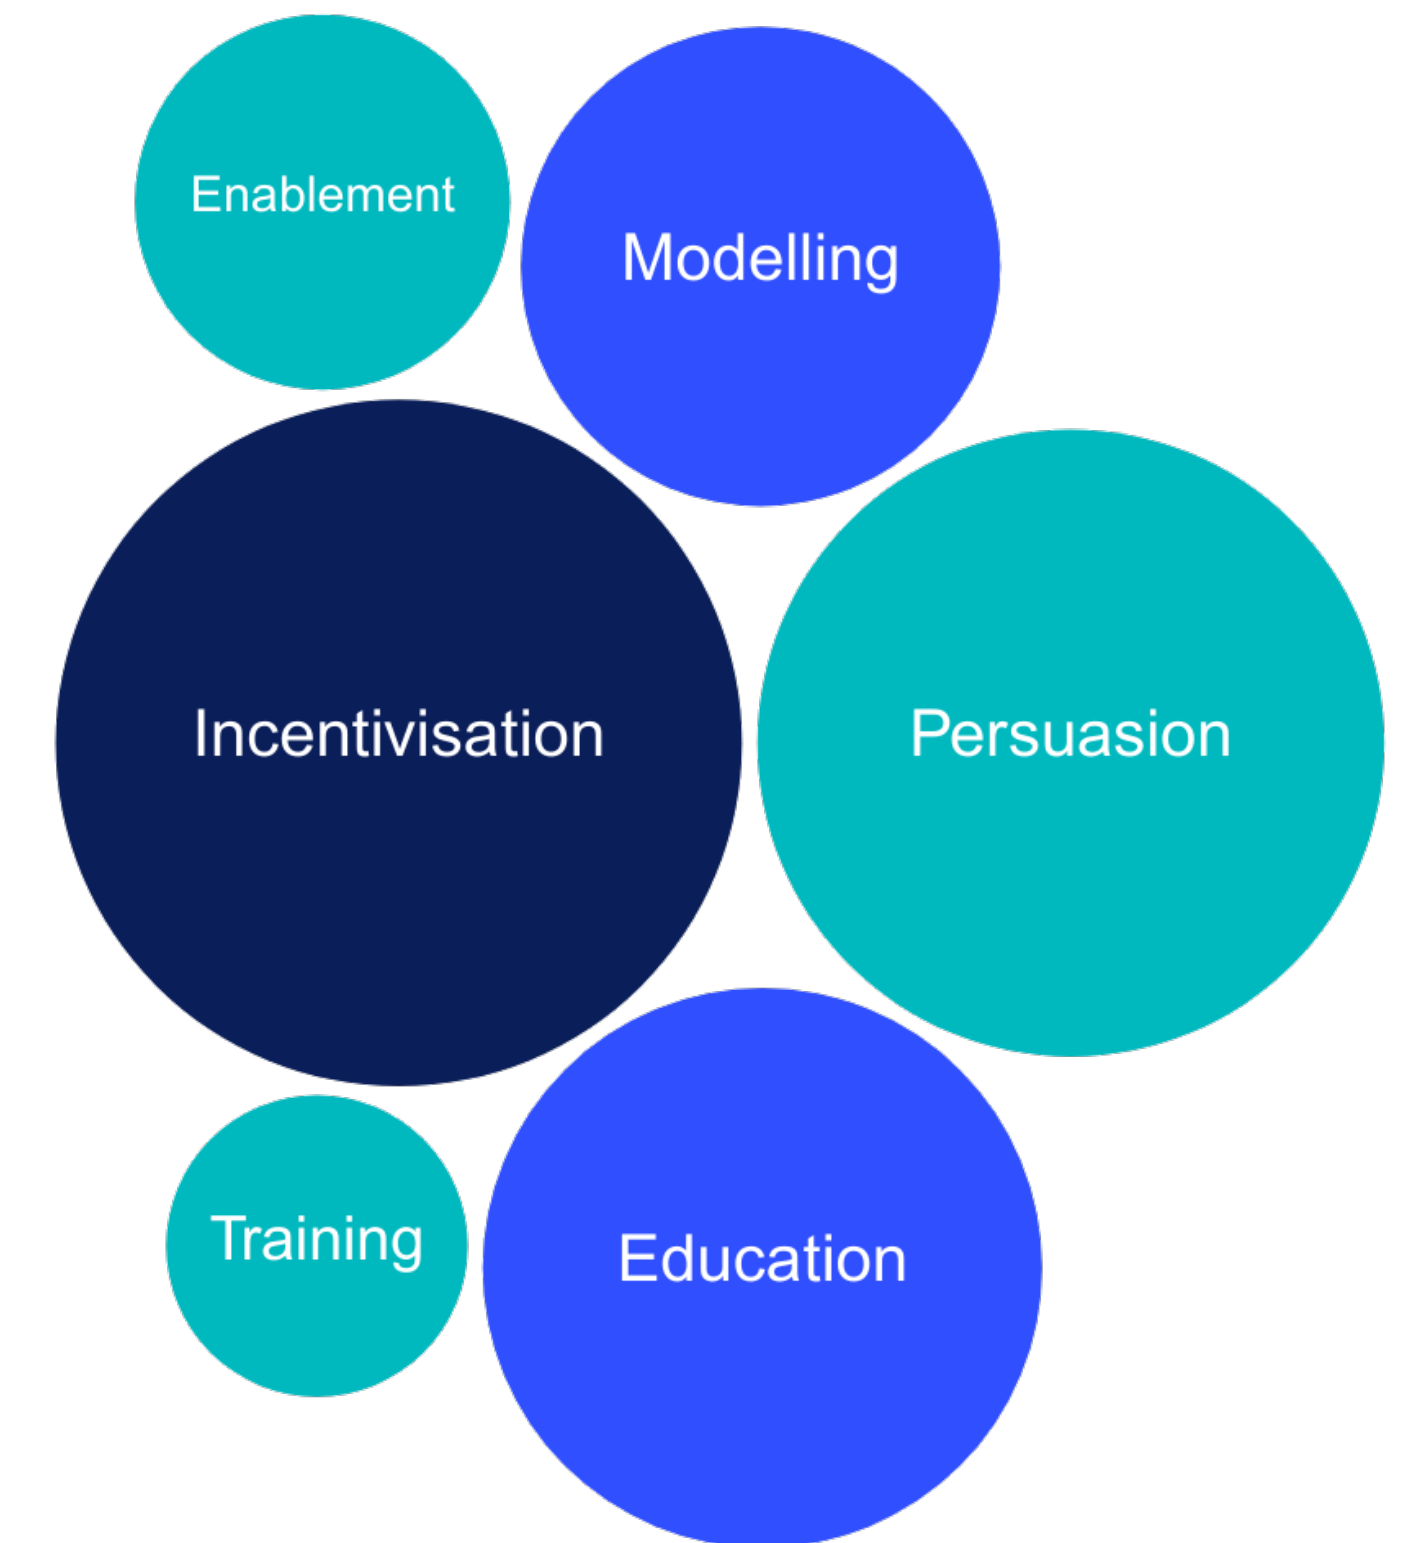 Enablement
Modelling
Incentivisation
Persuasion
Training
Education